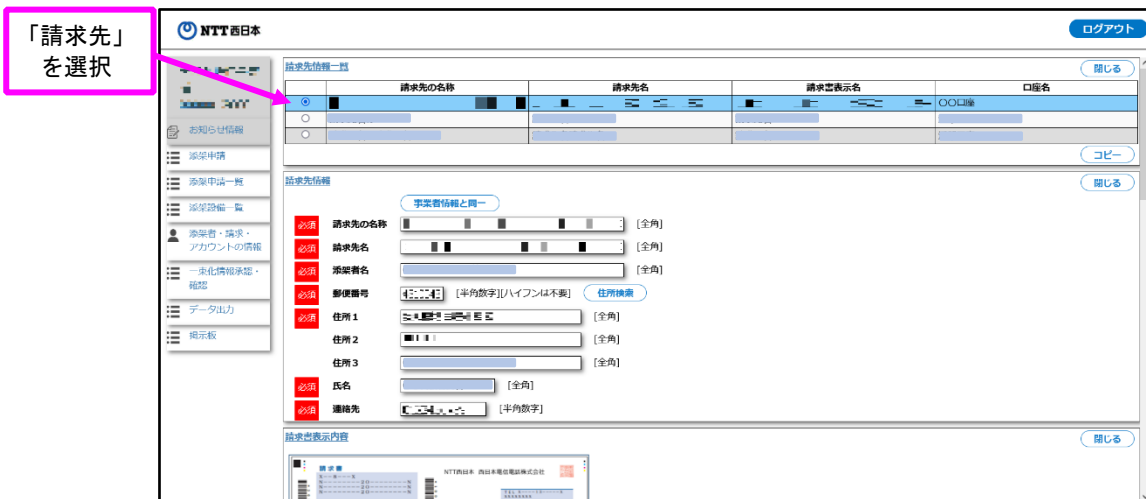 「請求先」
を選択
NTT西日本
ログアウト
お知らせ情報
添架申請
添架申請一覧
添架設備一覧
添架者・請求・
アカウントの情報
一束化情報承認・
確認
データ出力
掲示板
請求先情報一覧
閉じる
請求先の名称 請求先名 請求書表示名 口座名
〇〇口座
コピー
請求先情報
閉じる
事業者情報と同一
必須 請求先の名称 [全角]
必須 請求先名 [全角]
必須 添架者名 [全角]
必須 郵便番号 [半角数字][ハイフンは不要] 住所検索
必須 住所1 [全角]
住所2 [全角]
住所3 [全角]
必須 氏名 [全角]
必須 連絡先 [半角数字]
請求書表示内容
閉じる
請求書
NTT西日本 西日本電信電話株式会社